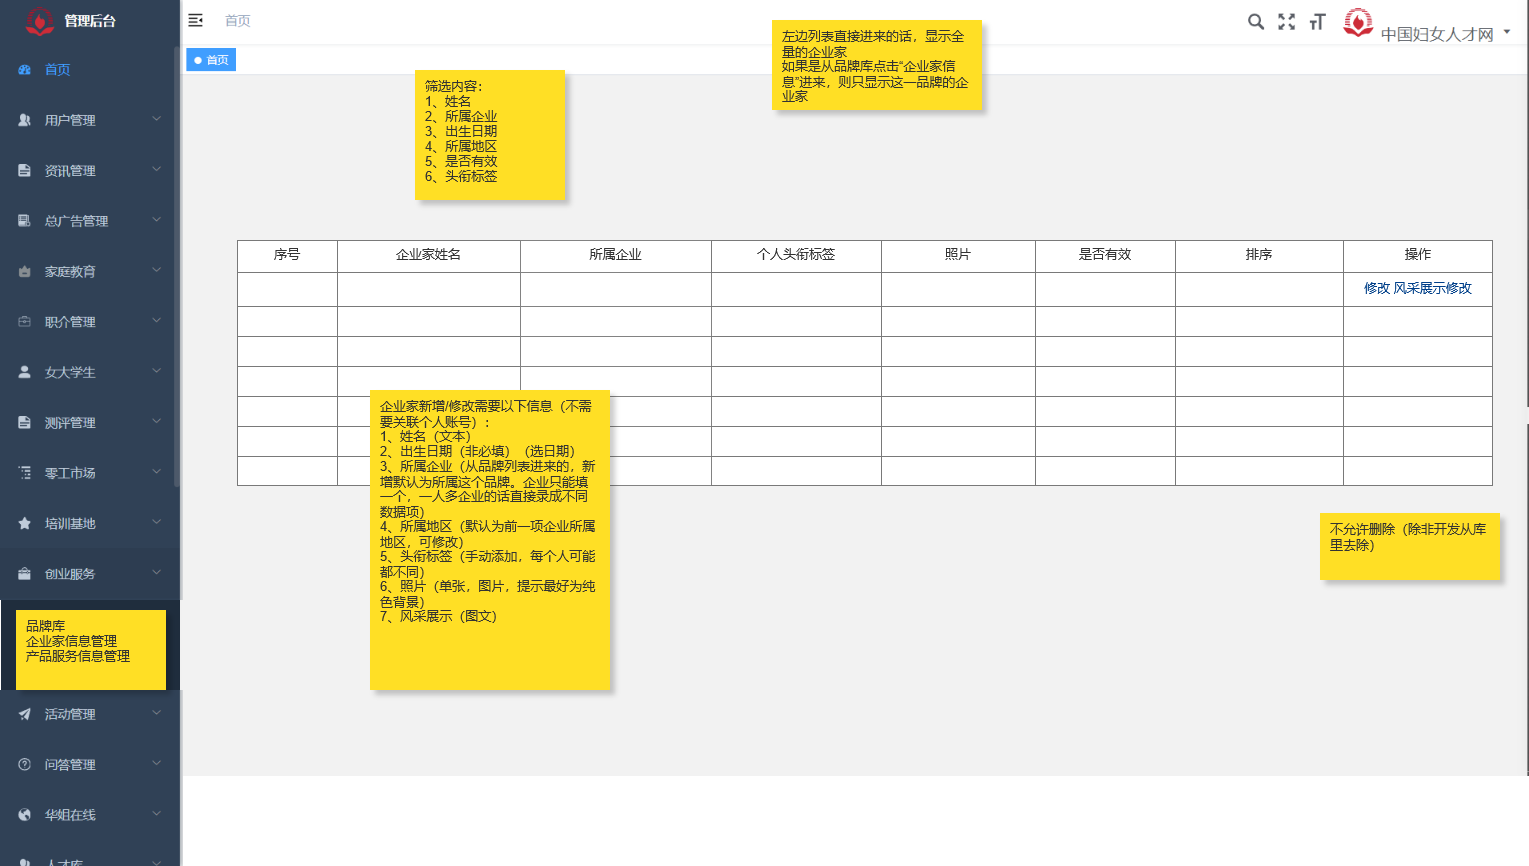 管理后台
首页
中国妇女人才网
首页
首页
用户管理
资讯管理
总广告管理
家庭教育
职介管理
女大学生
测评管理
零工市场
培训基地
创业服务
品牌库
企业家信息管理
产品服务信息管理
活动管理
问答管理
华姐在线
人才库
左边列表直接进来的话，显示全
量的企业家
如果是从品牌库点击“企业家信
息”进来，则只显示这一品牌的企
业家
筛选内容：
1、姓名
2、所属企业
3、出生日期
4、所属地区
5、是否有效
6、头衔标签
序号 企业家姓名 所属企业 个人头衔标签 照片 是否有效 排序 操作
修改 风采展示修改
企业家新增/修改需要以下信息（不需
要关联个人账号）：
1、姓名（文本）
2、出生日期（非必填）（选日期）
3、所属企业（从品牌列表进来的，新
增默认为所属这个品牌。企业只能填
一个，一人多企业的话直接录成不同
数据项）
4、所属地区（默认为前一项企业所属
地区，可修改）
5、头衔标签（手动添加，每个人可能
都不同）
6、照片（单张，图片，提示最好为纯
色背景）
7、风采展示（图文）
不允许删除（除非开发从库
里去除）